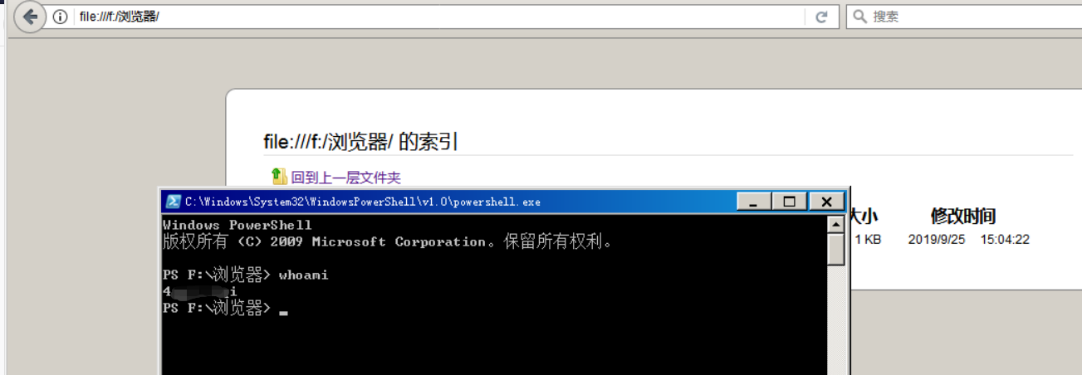 file:///f:/浏览器/
搜索
file:///f:/浏览器/ 的索引
回到上一层文件夹
C:\Windows\System32\WindowsPowerShell\v1.0\powershell.exe
大小 修改时间
1 KB 2019/9/25 15:04:22
Windows PowerShell
版权所有 (C) 2009 Microsoft Corporation。保留所有权利。
PS F:\浏览器> whoami
PS F:\浏览器>